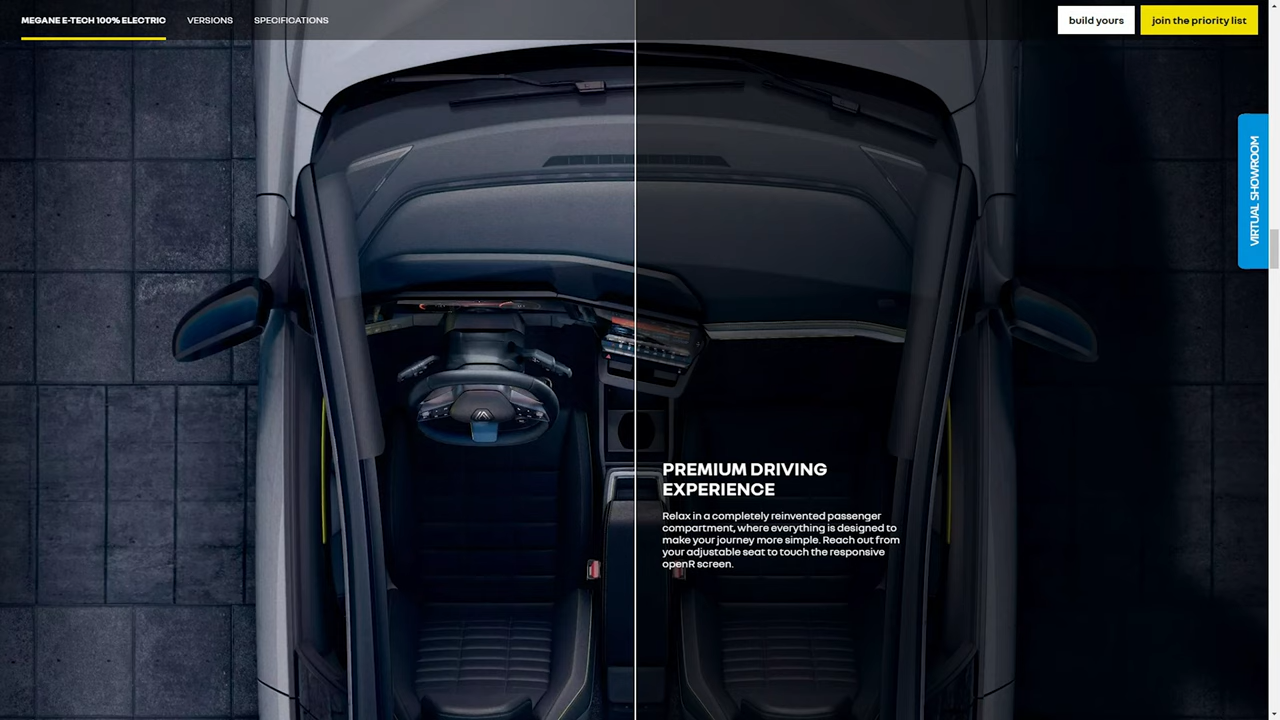 MEGANE E-TECH 100% ELECTRIC
VERSIONS
SPECIFICATIONS
build yours
join the priority list
VIRTUAL SHOWROOM
PREMIUM DRIVING
EXPERIENCE
Relax in a completely reinvented passenger
compartment, where everything is designed to
make your journey more simple. Reach out from
your adjustable seat to touch the responsive
openR screen.